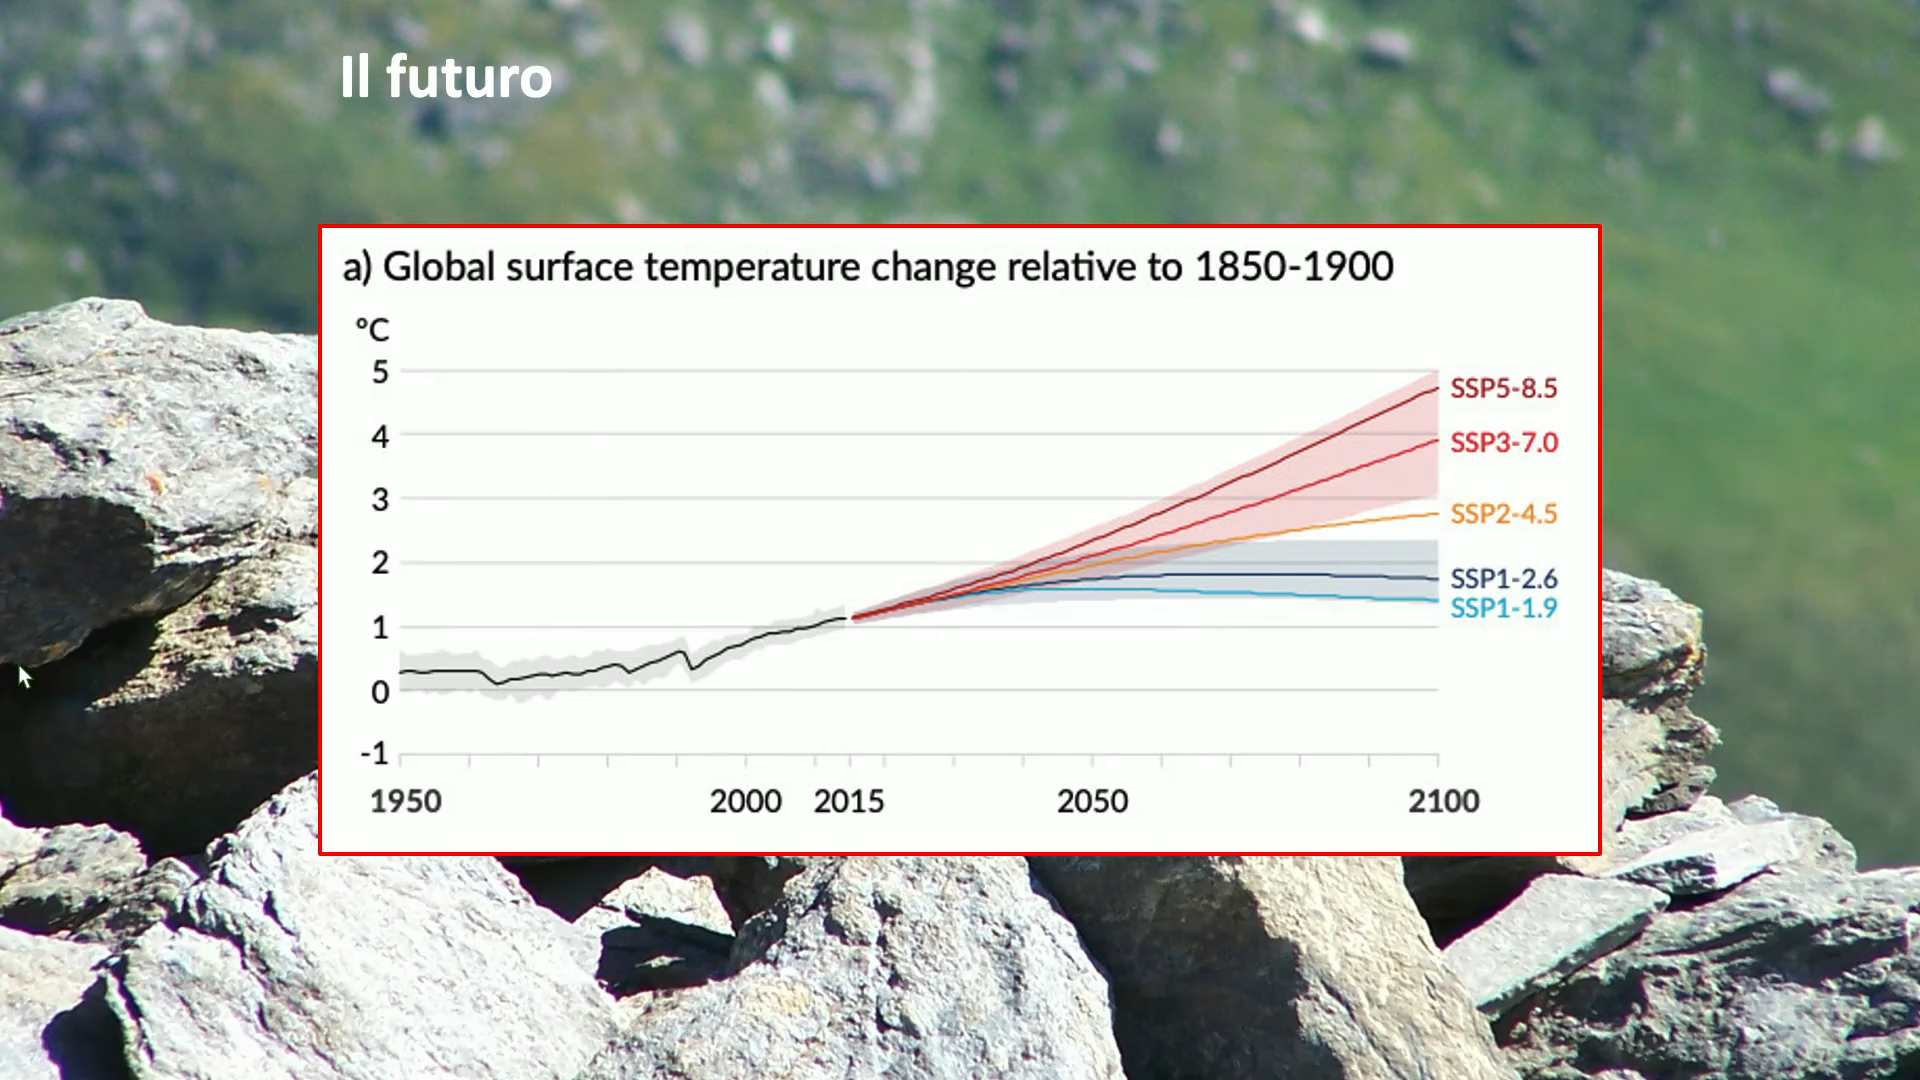 Il futuro
a) Global surface temperature change relative to 1850-1900
°C
5
4
3
2
1
0
-1
SSP5-8.5
SSP3-7.0
SSP2-4.5
SSP1-2.6
SSP1-1.9
1950 2000 2015 2050 2100